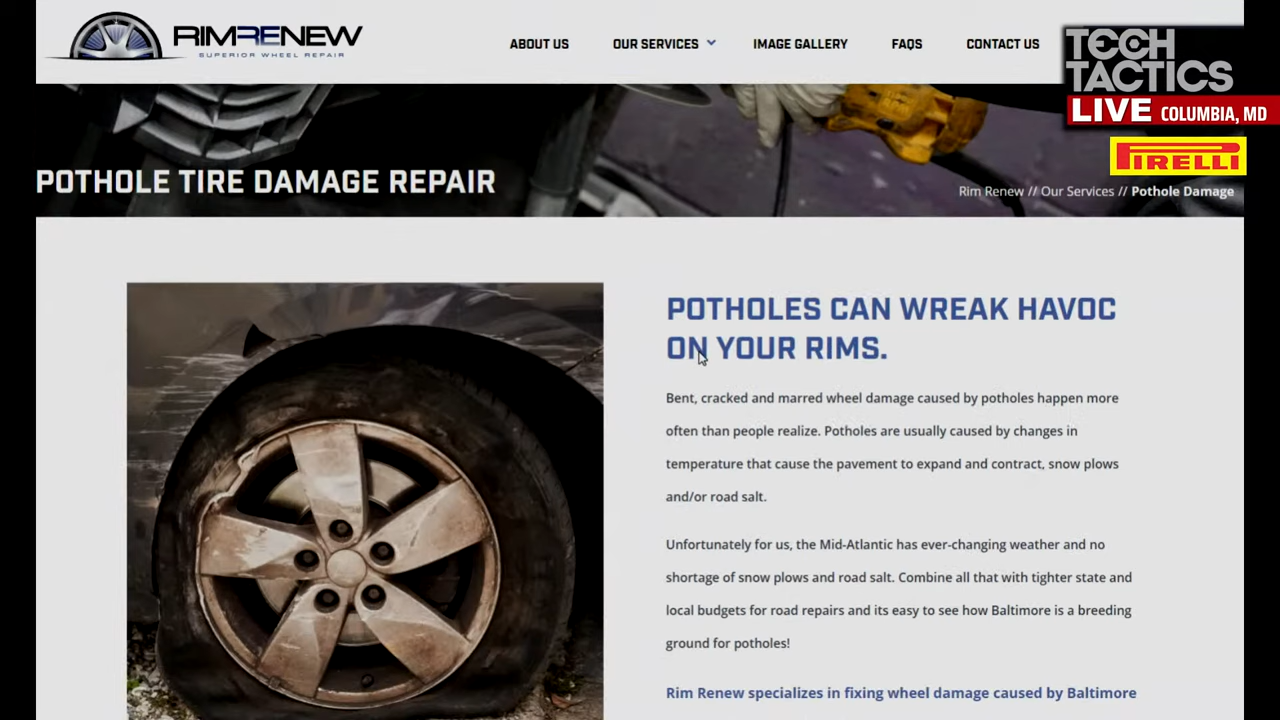 RIMRENEW
SUPERIOR WHEEL REPAIR
ABOUT US
OUR SERVICES
IMAGE GALLERY
FAQS
CONTACT US
TECH
TACTICS
LIVE COLUMBIA, MD
PIRELLI
POTHOLE TIRE DAMAGE REPAIR
Rim Renew // Our Services // Pothole Damage
POTHOLES CAN WREAK HAVOC
ON YOUR RIMS.
Bent, cracked and marred wheel damage caused by potholes happen more
often than people realize. Potholes are usually caused by changes in
temperature that cause the pavement to expand and contract, snow plows
and/or road salt.
Unfortunately for us, the Mid-Atlantic has ever-changing weather and no
shortage of snow plows and road salt. Combine all that with tighter state and
local budgets for road repairs and its easy to see how Baltimore is a breeding
ground for potholes!
Rim Renew specializes in fixing wheel damage caused by Baltimore